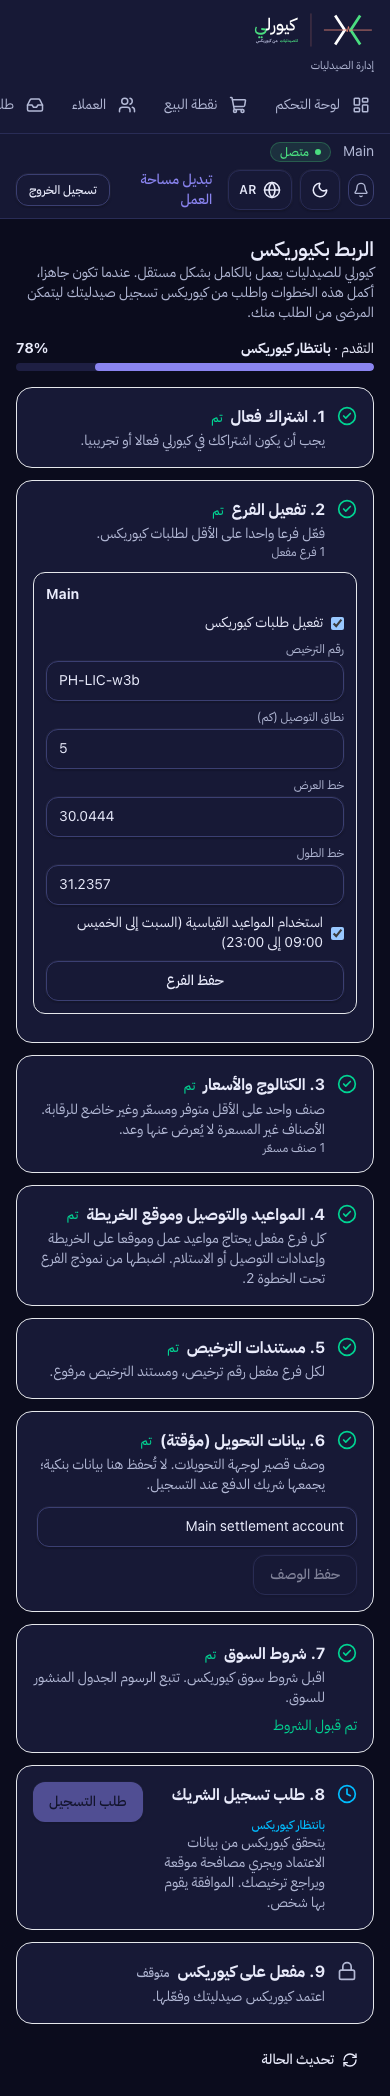 كيورلي
للصيدليات من كيوريكس
إدارة الصيدليات
لوحة التحكم
نقطة البيع
العملاء
Main
متصل
AR
تبديل مساحة
العمل
تسجيل الخروج
الربط بكيوريكس
كيورلي للصيدليات يعمل بالكامل بشكل مستقل. عندما تكون جاهزا،
أكمل هذه الخطوات واطلب من كيوريكس تسجيل صيدليتك ليتمكن
المرضى من الطلب منك.
التقدم · بانتظار كيوريكس
78%
1. اشتراك فعال تم
يجب أن يكون اشتراكك في كيورلي فعالا أو تجريبيا.
2. تفعيل الفرع تم
فعّل فرعا واحدا على الأقل لطلبات كيوريكس.
1 فرع مفعل
Main
تفعيل طلبات كيوريكس
رقم الترخيص
PH-LIC-w3b
نطاق التوصيل (كم)
5
خط العرض
30.0444
خط الطول
31.2357
استخدام المواعيد القياسية (السبت إلى الخميس
09:00 إلى 23:00)
حفظ الفرع
3. الكتالوج والأسعار تم
صنف واحد على الأقل متوفر ومسعّر وغير خاضع للرقابة.
الأصناف غير المسعرة لا يُعرض عنها وعد.
1 صنف مسعّر
4. المواعيد والتوصيل وموقع الخريطة تم
كل فرع مفعل يحتاج مواعيد عمل وموقعا على الخريطة
وإعدادات التوصيل أو الاستلام. اضبطها من نموذج الفرع
تحت الخطوة 2.
5. مستندات الترخيص تم
لكل فرع مفعل رقم ترخيص، ومستند الترخيص مرفوع.
6. بيانات التحويل (مؤقتة) تم
وصف قصير لوجهة التحويلات. لا تُحفظ هنا بيانات بنكية؛
يجمعها شريك الدفع عند التسجيل.
Main settlement account
حفظ الوصف
7. شروط السوق تم
اقبل شروط سوق كيوريكس. تتبع الرسوم الجدول المنشور
للسوق.
تم قبول الشروط
8. طلب تسجيل الشريك
بانتظار كيوريكس
يتحقق كيوريكس من بيانات
الاعتماد ويجري مصافحة موقعة
ويراجع ترخيصك. الموافقة يقوم
بها شخص.
طلب التسجيل
9. مفعل على كيوريكس متوقف
اعتمد كيوريكس صيدليتك وفعّلها.
تحديث الحالة